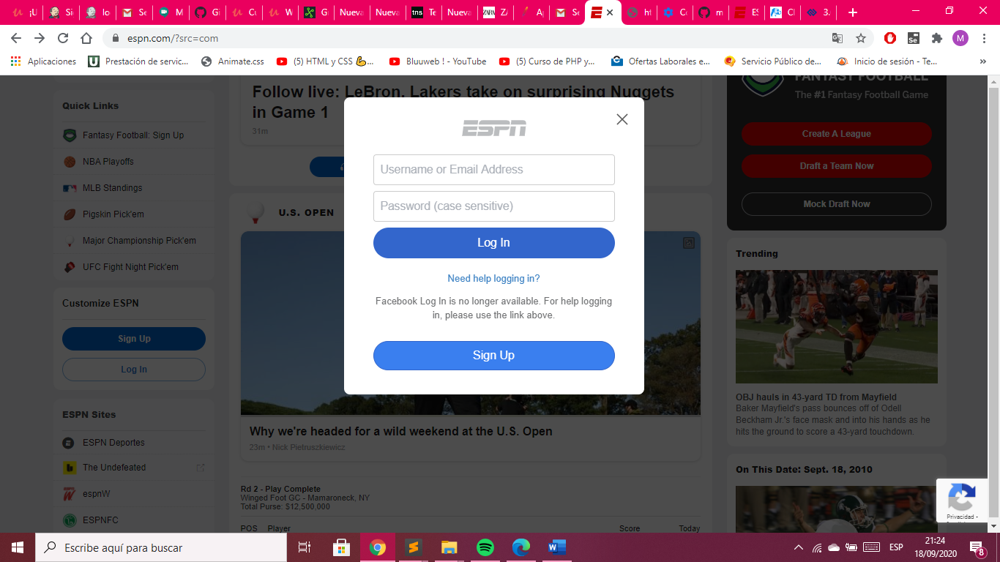 ¡U
Si
lo
Se
M
Gi
Cu
W
G
Nueva
Nueva
tns
Te
Nueva
ZARA
ZA
Se
ht
Co
m
ES
3.
espn.com/?src=com
M
Aplicaciones
Prestación de servic...
Animate.css
(5) HTML y CSS 💪...
Bluuweb ! - YouTube
(5) Curso de PHP y...
Ofertas Laborales e...
Servicio Público de...
Inicio de sesión - Te...
»
Quick Links
Fantasy Football: Sign Up
NBA Playoffs
MLB Standings
Pigskin Pick'em
Major Championship Pick'em
UFC Fight Night Pick'em
Customize ESPN
Sign Up
Log In
ESPN Sites
ESPN Deportes
The Undefeated
espnW
ESPNFC
Follow live: LeBron, Lakers take on surprising Nuggets
in Game 1
31m
U.S. OPEN
ESPN
Username or Email Address
Password (case sensitive)
Log In
Need help logging in?
Facebook Log In is no longer available. For help logging
in, please use the link above.
Sign Up
Why we're headed for a wild weekend at the U.S. Open
23m • Nick Pietruszkiewicz
Rd 2 - Play Complete
Winged Foot GC - Mamaroneck, NY
Total Purse: $12,500,000
POS Player Score Today
FANTASY FOOTBALL
The #1 Fantasy Football Game
Create A League
Draft a Team Now
Mock Draft Now
Trending
OBJ hauls in 43-yard TD from Mayfield
Baker Mayfield's pass bounces off of Odell
Beckham Jr.'s face mask and into his hands as he
hits the ground to score a 43-yard touchdown.
On This Date: Sept. 18, 2010
Privacidad -
Escribe aquí para buscar
ESP
21:24
18/09/2020
8